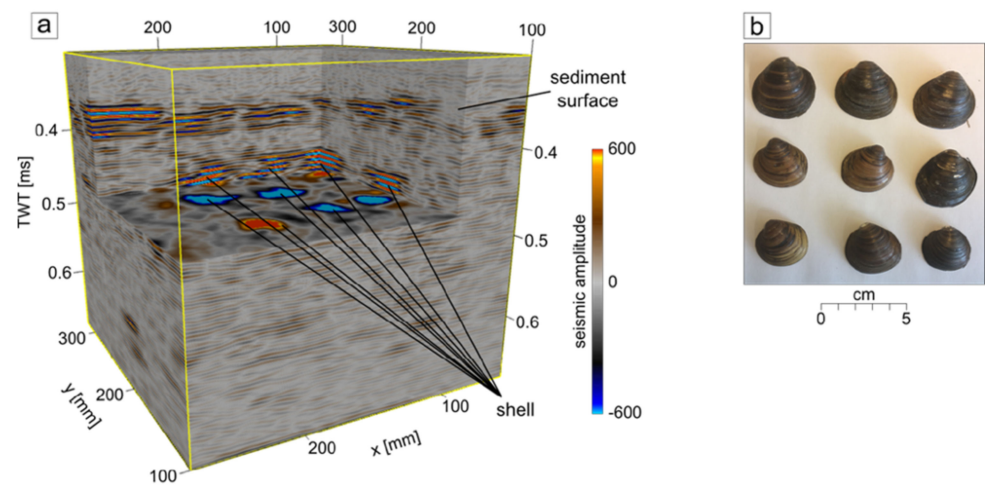 a
200 100 300 200 100
sediment
surface
0.4
0.5
0.6
TWT [ms]
0.4
0.5
0.6
300
200
100
y [mm]
200
100
x [mm]
shell
600
0
-600
seismic amplitude
b
cm
0 5